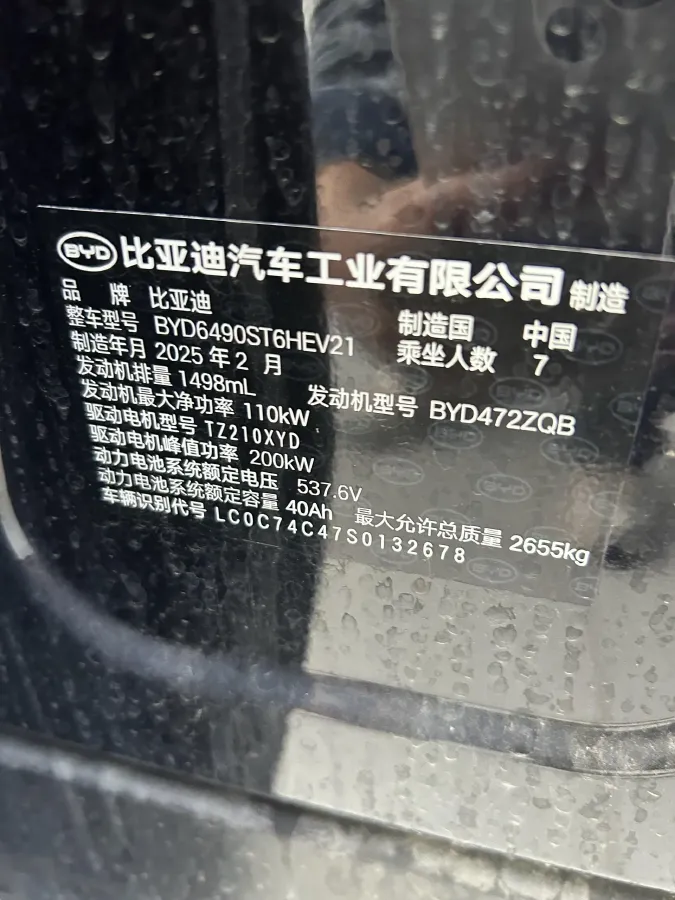 BYD 比亚迪汽车工业有限公司 制造
品 牌 比亚迪 制造国 中国
整车型号 BYD6490ST6HEV21 乘坐人数 7
制造年月 2025 年 2 月
发动机排量 1498mL 发动机型号 BYD472ZQB
发动机最大净功率 110kW
驱动电机型号 TZ210XYD
驱动电机峰值功率 200kW
动力电池系统额定电压 537.6V
动力电池系统额定容量 40Ah 最大允许总质量 2655kg
车辆识别代号 LC0C74C47S0132678